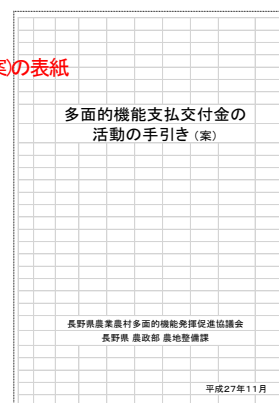 案)の表紙
多面的機能支払交付金の
活動の手引き（案）
長野県農業農村多面的機能発揮促進協議会
長野県 農政部 農地整備課
平成27年11月